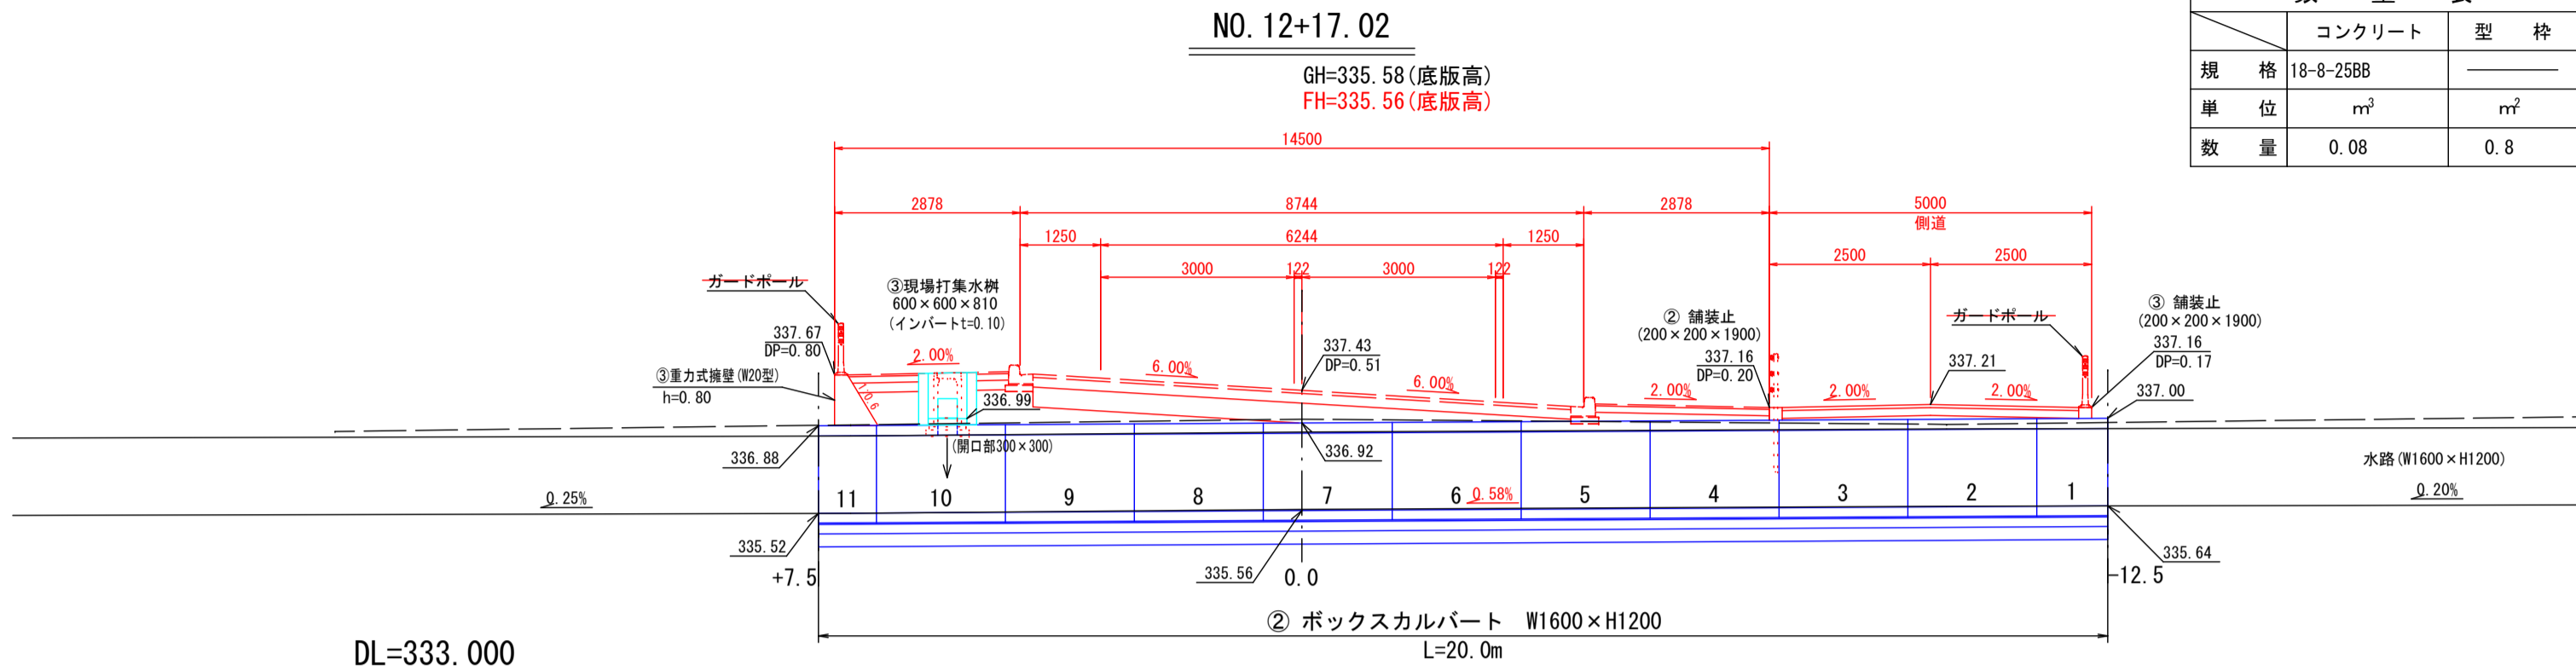 NO.12+17.02
GH=335.58(底版高)
FH=335.56(底版高)
コンクリート 型 枠
規 格 18-8-25BB
単 位 m³ m²
数 量 0.08 0.8
14500
2878 8744 2878 5000
側道
1250 6244 1250
2500 2500
3000 122 3000 122
ガードポール
③現場打集水桝
600×600×810
(インバートt=0.10)
337.67
DP=0.80
2.00%
③重力式擁壁(W20型)
h=0.80
1:0.6
336.99
(開口部300×300)
6.00%
337.43
DP=0.51
6.00%
336.92
② 舗装止
(200×200×1900)
337.16
DP=0.20
2.00%
2.00%
337.21
2.00%
ガードポール
③ 舗装止
(200×200×1900)
337.16
DP=0.17
337.00
336.88
水路(W1600×H1200)
0.25%
11 10 9 8 7 6 0.58% 5 4 3 2 1
0.20%
335.52
335.56
335.64
+7.5
0.0
-12.5
② ボックスカルバート W1600×H1200
L=20.0m
DL=333.000